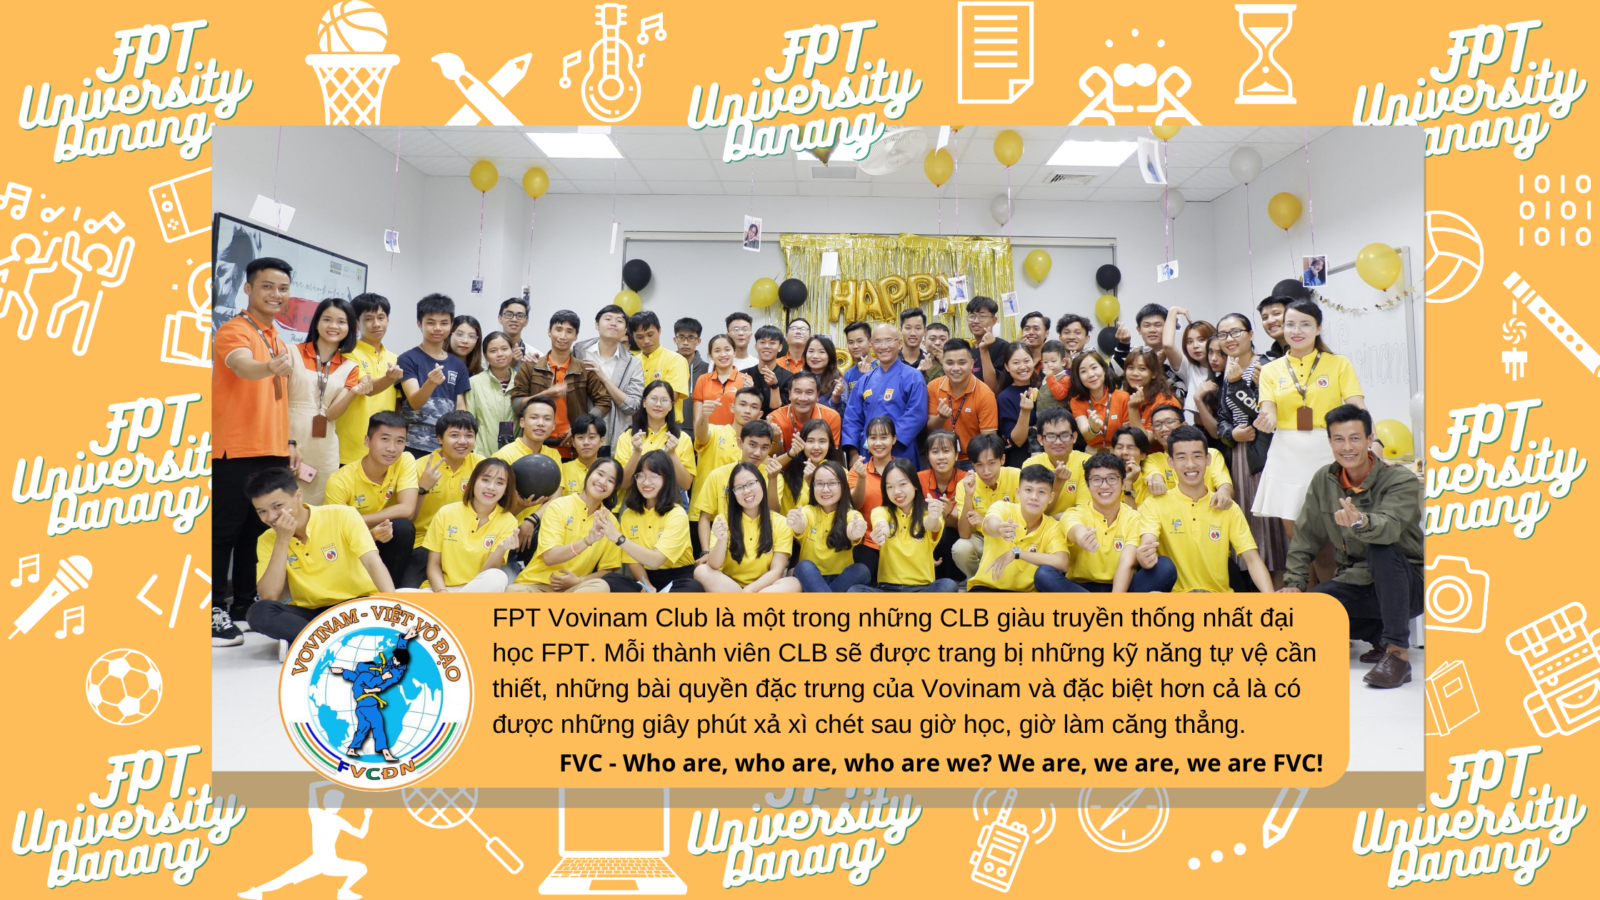 FPT
University
Danang
FPT
University
Danang
FPT
University
Danang
1010
0101
1010
HAPPY
adidas
FPT
University
Danang
FPT
University
Danang
VOVINAM - VIỆT VÕ ĐẠO
FVCĐN
FPT Vovinam Club là một trong những CLB giàu truyền thống nhất đại
học FPT. Mỗi thành viên CLB sẽ được trang bị những kỹ năng tự vệ cần
thiết, những bài quyền đặc trưng của Vovinam và đặc biệt hơn cả là có
được những giây phút xả xì chét sau giờ học, giờ làm căng thẳng.
FVC - Who are, who are, who are we? We are, we are, we are FVC!
FPT
University
Danang
FPT
University
Danang
FPT
University
Danang